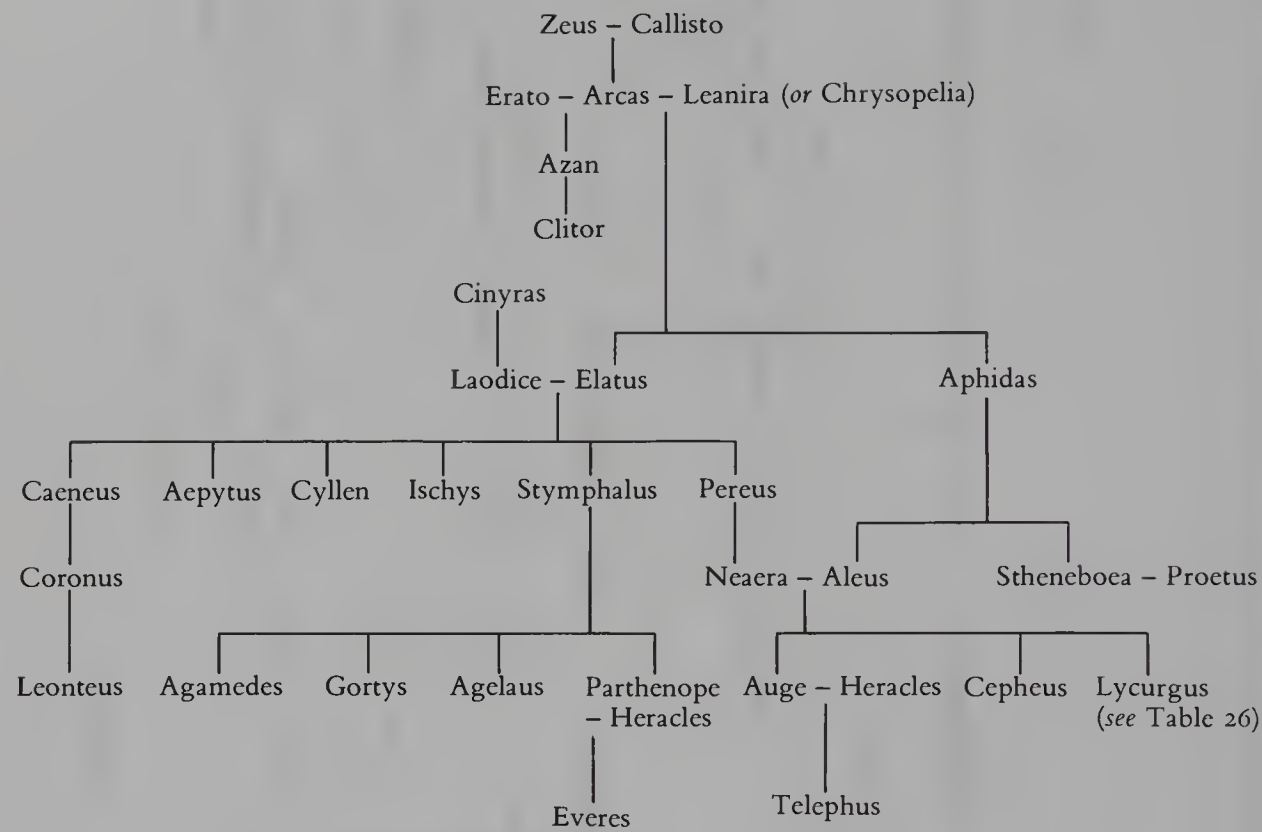 Zeus – Callisto
Erato – Arcas – Leanira (or Chrysopelia)
Azan
Clitor
Cinyras
Laodice – Elatus
Aphidas
Caeneus
Aepytus
Cyllen
Ischys
Stymphalus
Pereus
Coronus
Neaera – Aleus
Stheneboea – Proetus
Leonteus
Agamedes
Gortys
Agelaus
Parthenope
– Heracles
Auge – Heracles
Cepheus
Lycurgus
(see Table 26)
Everes
Telephus